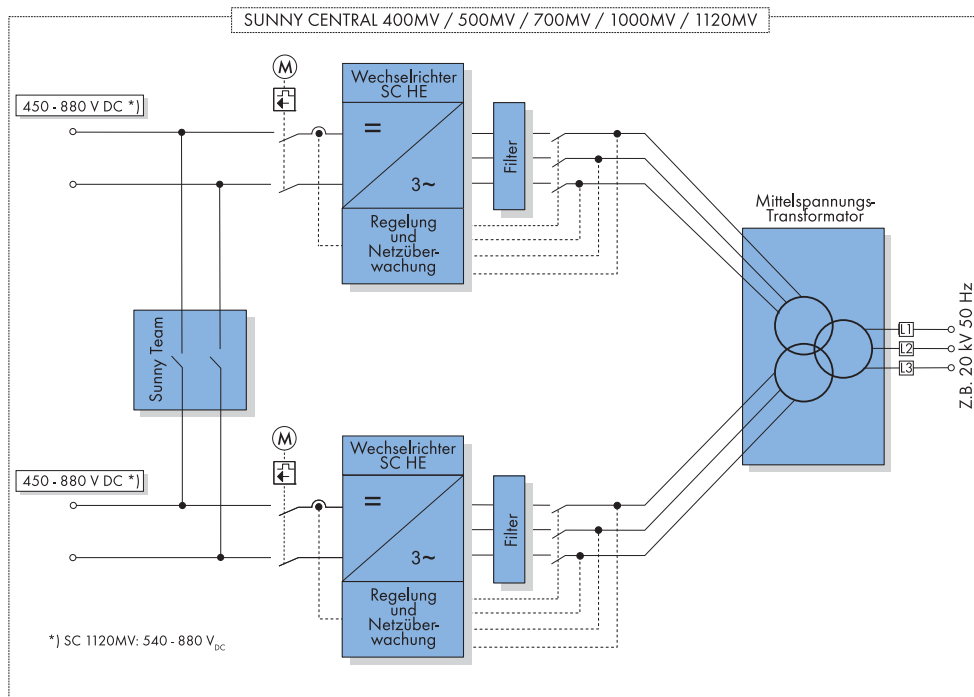 SUNNY CENTRAL 400MV / 500MV / 700MV / 1000MV / 1120MV
450 - 880 V DC *)
M
Wechselrichter
SC HE
=
3~
Regelung
und
Netzüber-
wachung
Filter
Mittelspannungs-
Transformator
L1
L2
L3
Z.B. 20 kV 50 Hz
Sunny Team
450 - 880 V DC *)
M
Wechselrichter
SC HE
=
3~
Regelung
und
Netzüber-
wachung
Filter
*) SC 1120MV: 540 - 880 V_DC